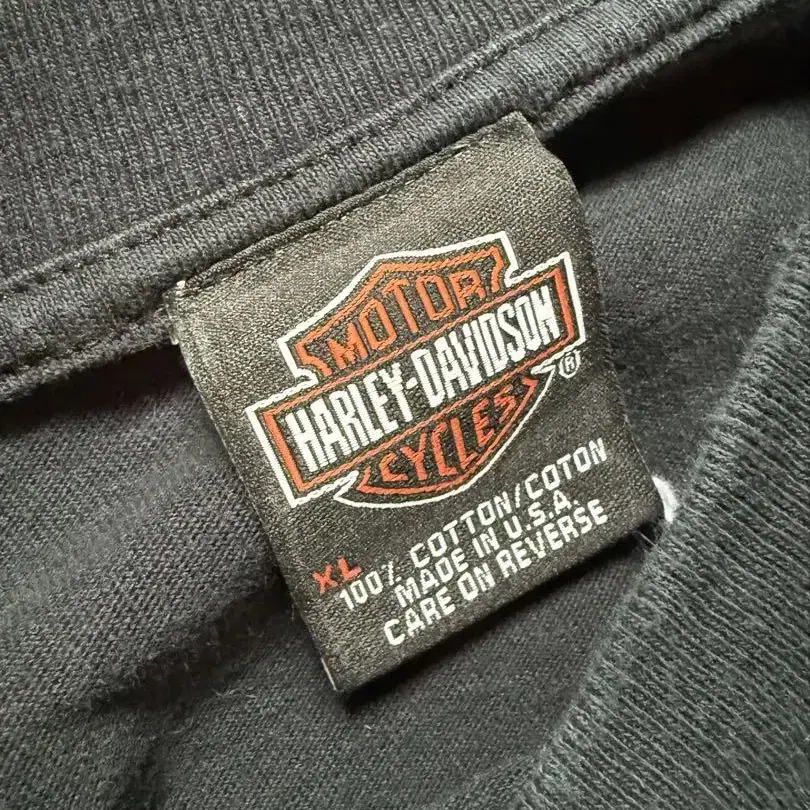 MOTOR
HARLEY-DAVIDSON
®
CYCLES
XL
100% COTTON/COTON
MADE IN U.S.A.
CARE ON REVERSE